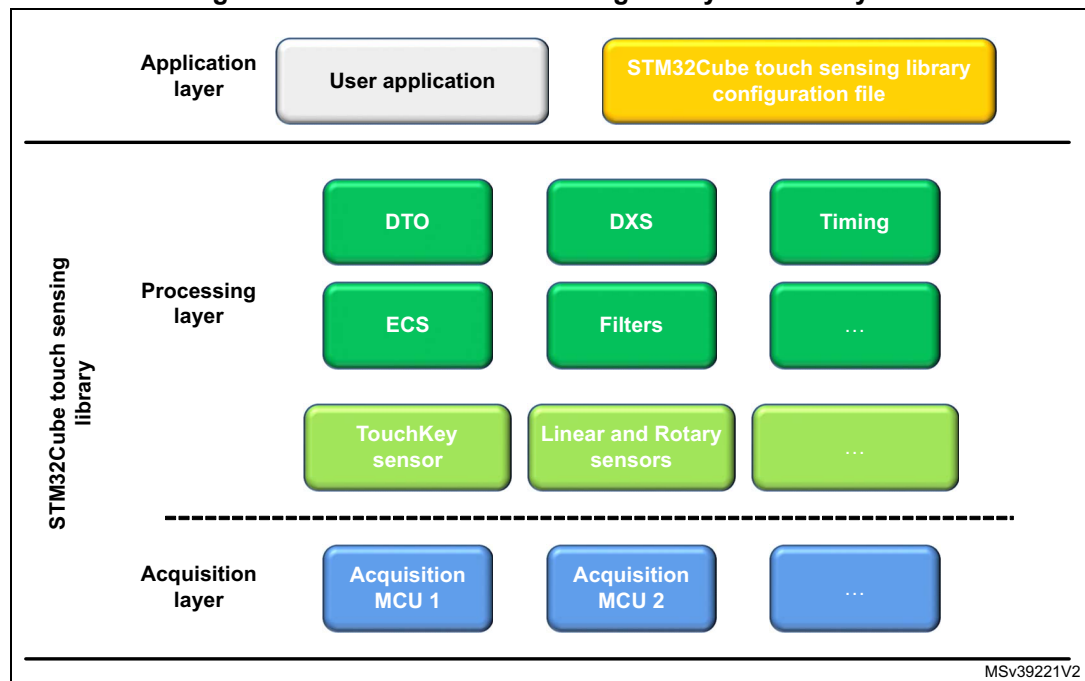 Application
layer
User application
STM32Cube touch sensing library
configuration file
STM32Cube touch sensing
library
Processing
layer
DTO
DXS
Timing
ECS
Filters
...
TouchKey
sensor
Linear and Rotary
sensors
...
Acquisition
layer
Acquisition
MCU 1
Acquisition
MCU 2
...
MSv39221V2